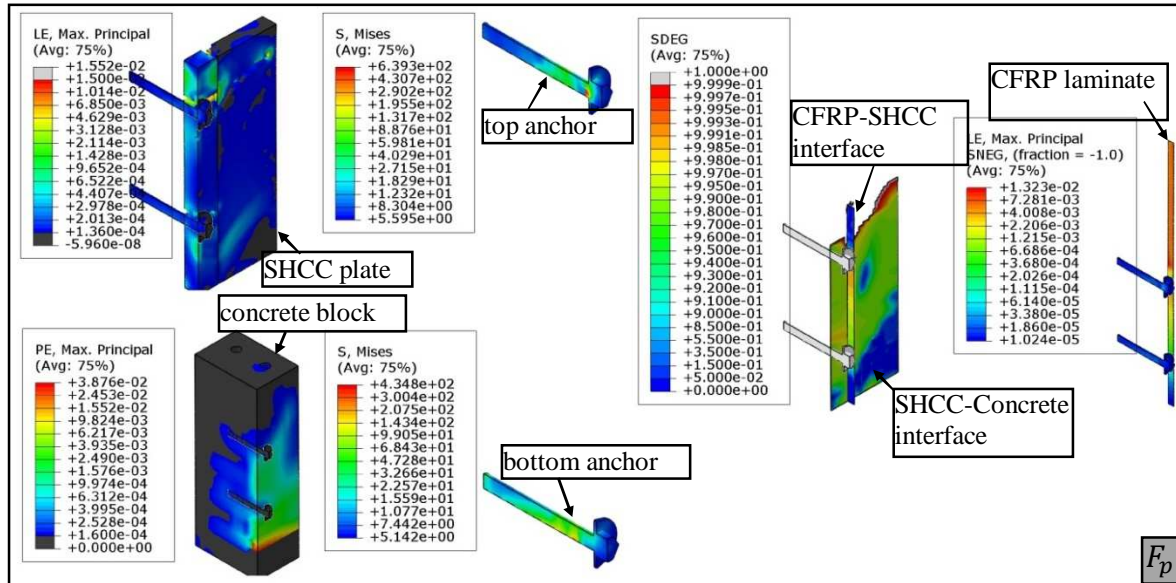 LE, Max. Principal
(Avg: 75%)
+1.552e-02
+1.500e-02
+1.014e-02
+6.850e-03
+4.629e-03
+3.128e-03
+2.114e-03
+1.428e-03
+9.652e-04
+6.522e-04
+4.407e-04
+2.978e-04
+2.013e-04
+1.360e-04
-5.960e-08
SHCC plate
S, Mises
(Avg: 75%)
+6.393e+02
+4.307e+02
+2.902e+02
+1.955e+02
+1.317e+02
+8.876e+01
+5.981e+01
+4.029e+01
+2.715e+01
+1.829e+01
+1.232e+01
+8.304e+00
+5.595e+00
top anchor
SDEG
(Avg: 75%)
+1.000e+00
+9.999e-01
+9.997e-01
+9.995e-01
+9.993e-01
+9.991e-01
+9.985e-01
+9.980e-01
+9.970e-01
+9.950e-01
+9.900e-01
+9.800e-01
+9.700e-01
+9.600e-01
+9.500e-01
+9.400e-01
+9.300e-01
+9.200e-01
+9.100e-01
+9.000e-01
+8.500e-01
+3.500e-01
+1.500e-01
+5.000e-02
+0.000e+00
CFRP-SHCC
interface
SHCC-Concrete
interface
CFRP laminate
LE, Max. Principal
SNEG, (fraction = -1.0)
(Avg: 75%)
+1.323e-02
+7.281e-03
+4.008e-03
+2.206e-03
+1.215e-03
+6.686e-04
+3.680e-04
+2.026e-04
+1.115e-04
+6.140e-05
+3.380e-05
+1.860e-05
+1.024e-05
concrete block
PE, Max. Principal
(Avg: 75%)
+3.876e-02
+2.453e-02
+1.552e-02
+9.824e-03
+6.217e-03
+3.935e-03
+2.490e-03
+1.576e-03
+9.974e-04
+6.312e-04
+3.995e-04
+2.528e-04
+1.600e-04
+0.000e+00
S, Mises
(Avg: 75%)
+4.348e+02
+3.004e+02
+2.075e+02
+1.434e+02
+9.905e+01
+6.843e+01
+4.728e+01
+3.266e+01
+2.257e+01
+1.559e+01
+1.077e+01
+7.442e+00
+5.142e+00
bottom anchor
Fp